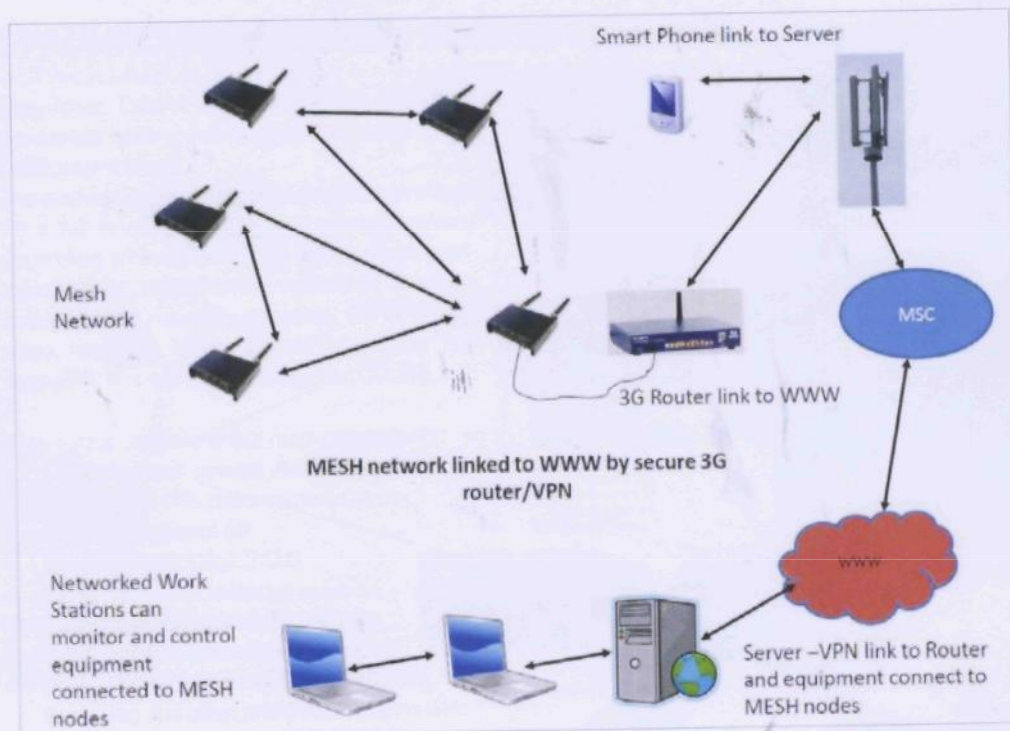 Smart Phone link to Server
Mesh
Network
MSC
3G Router link to WWW
MESH network linked to WWW by secure 3G
router/VPN
WWW
Networked Work
Stations can
monitor and control
equipment
connected to MESH
nodes
Server –VPN link to Router
and equipment connect to
MESH nodes